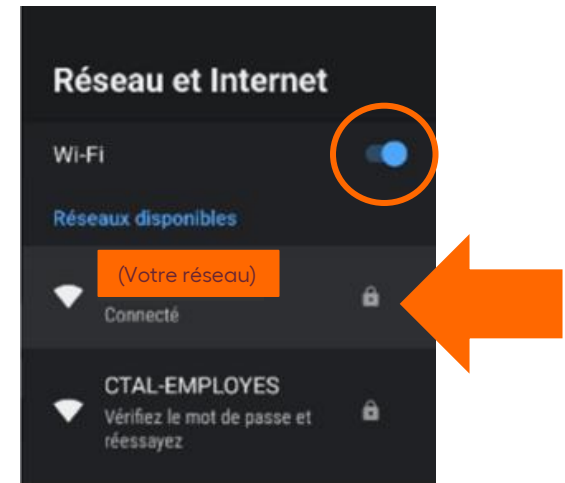 Réseau et Internet
Wi-Fi
Réseaux disponibles
(Votre réseau)
Connecté
CTAL-EMPLOYES
Vérifiez le mot de passe et
réessayez